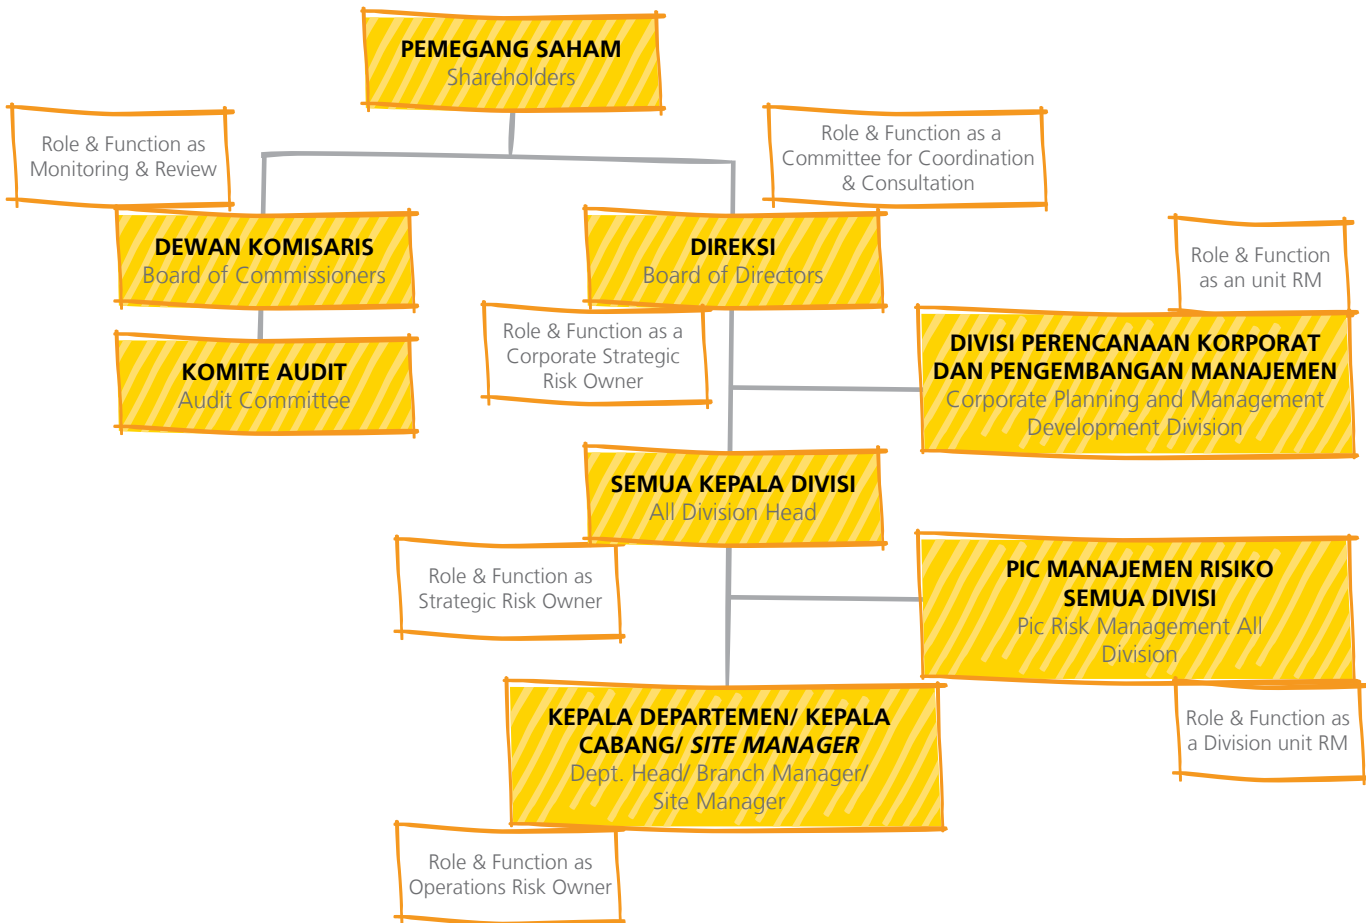 PEMEGANG SAHAM
Shareholders
Role & Function as
Monitoring & Review
Role & Function as a
Committee for Coordination
& Consultation
DEWAN KOMISARIS
Board of Commissioners
DIREKSI
Board of Directors
Role & Function
as an unit RM
Role & Function as a
Corporate Strategic
Risk Owner
KOMITE AUDIT
Audit Committee
DIVISI PERENCANAAN KORPORAT
DAN PENGEMBANGAN MANAJEMEN
Corporate Planning and Management
Development Division
SEMUA KEPALA DIVISI
All Division Head
Role & Function as
Strategic Risk Owner
PIC MANAJEMEN RISIKO
SEMUA DIVISI
Pic Risk Management All
Division
KEPALA DEPARTEMEN/ KEPALA
CABANG/ SITE MANAGER
Dept. Head/ Branch Manager/
Site Manager
Role & Function as
a Division unit RM
Role & Function as
Operations Risk Owner